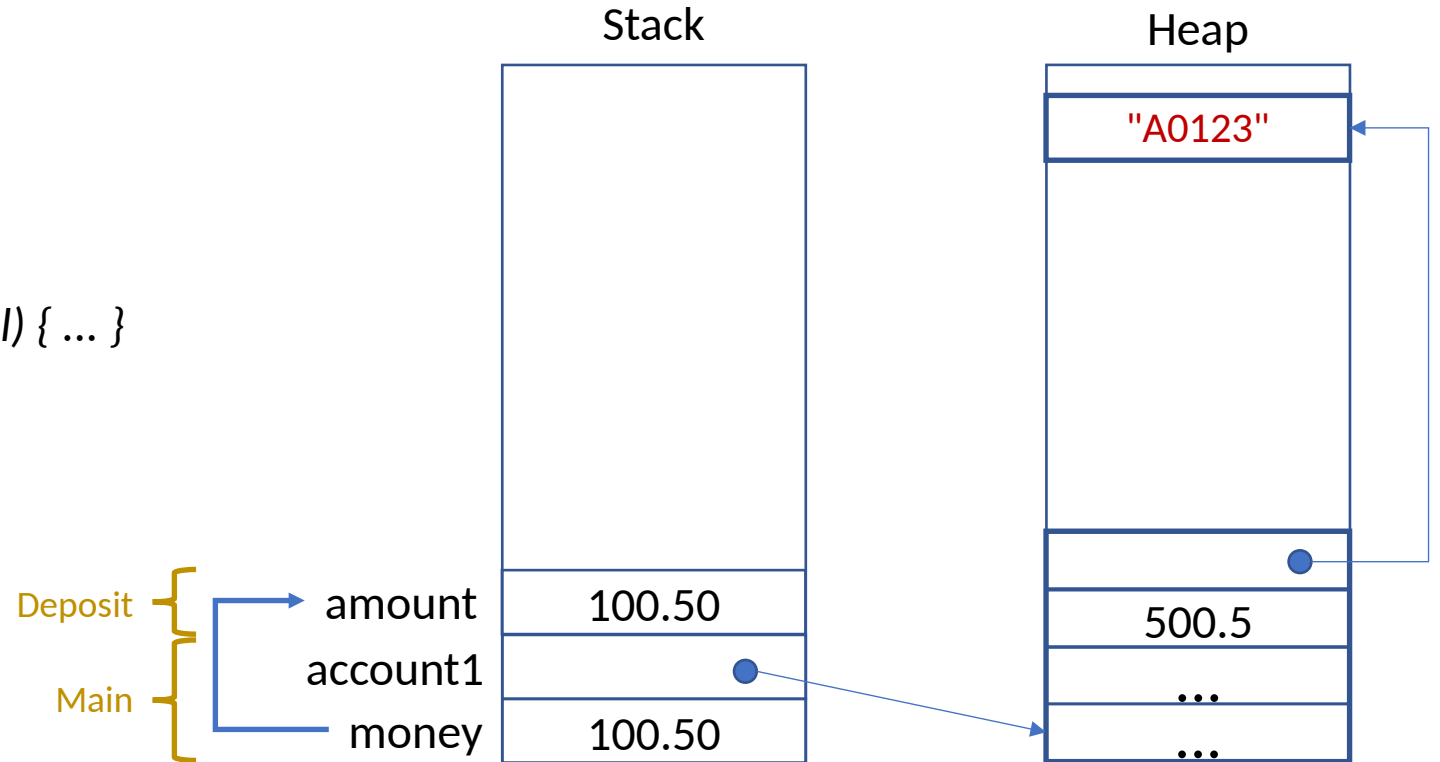 Stack
Heap
"A0123"
l) { ... }
Deposit
amount
100.50
500.5
account1
Main
...
money
100.50
...